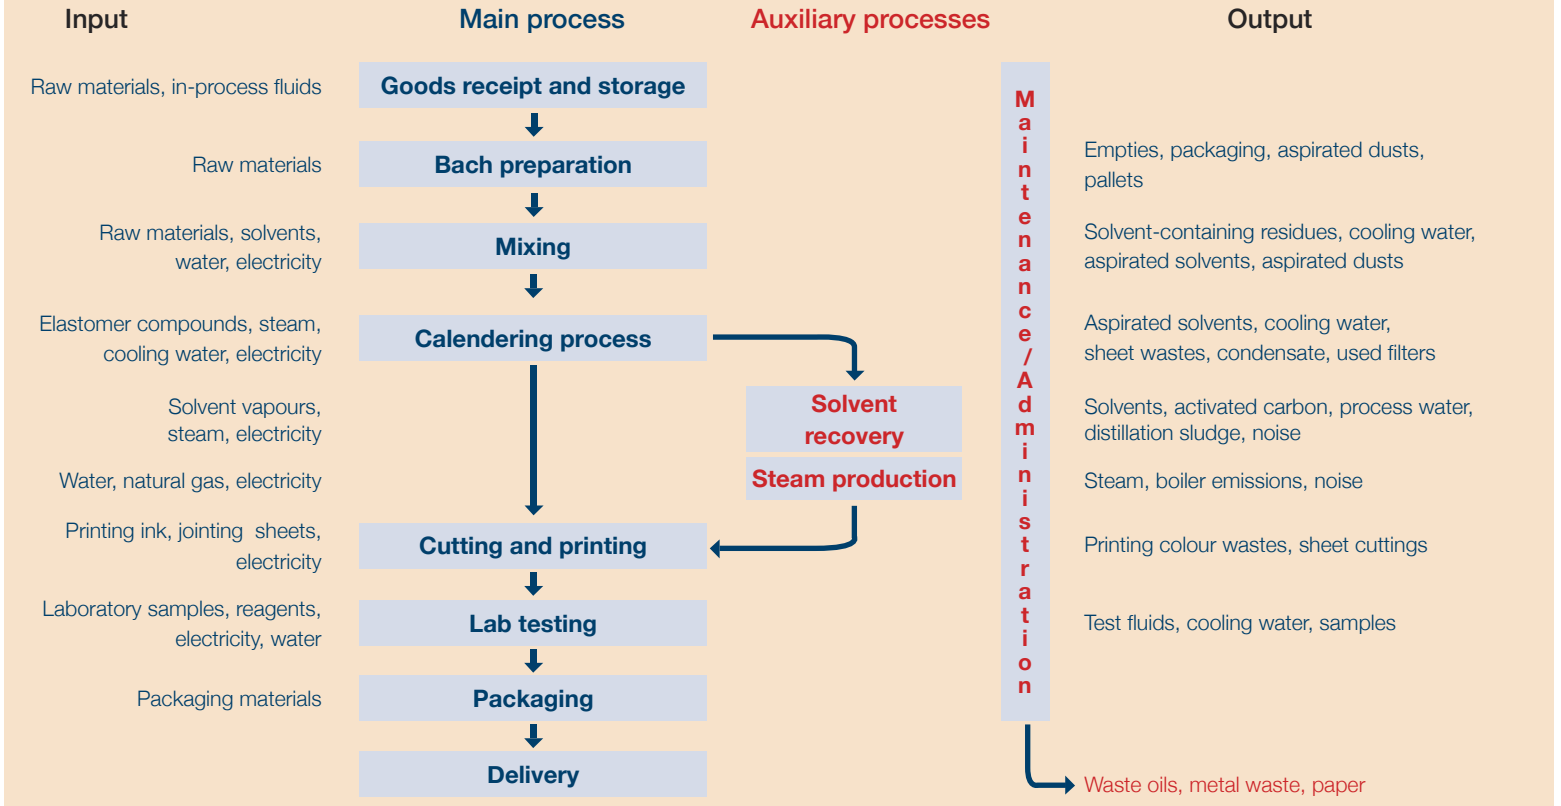 Input
Main process
Auxiliary processes
Output
Raw materials, in-process fluids
Goods receipt and storage
Raw materials
Bach preparation
Empties, packaging, aspirated dusts,
pallets
Raw materials, solvents,
water, electricity
Mixing
Solvent-containing residues, cooling water,
aspirated solvents, aspirated dusts
Elastomer compounds, steam,
cooling water, electricity
Calendering process
Aspirated solvents, cooling water,
sheet wastes, condensate, used filters
Solvent vapours,
steam, electricity
Solvent
recovery
Solvents, activated carbon, process water,
distillation sludge, noise
Water, natural gas, electricity
Steam production
Steam, boiler emissions, noise
Printing ink, jointing sheets,
electricity
Cutting and printing
Printing colour wastes, sheet cuttings
Laboratory samples, reagents,
electricity, water
Lab testing
Test fluids, cooling water, samples
Packaging materials
Packaging
Delivery
Maintenance/Administration
Waste oils, metal waste, paper